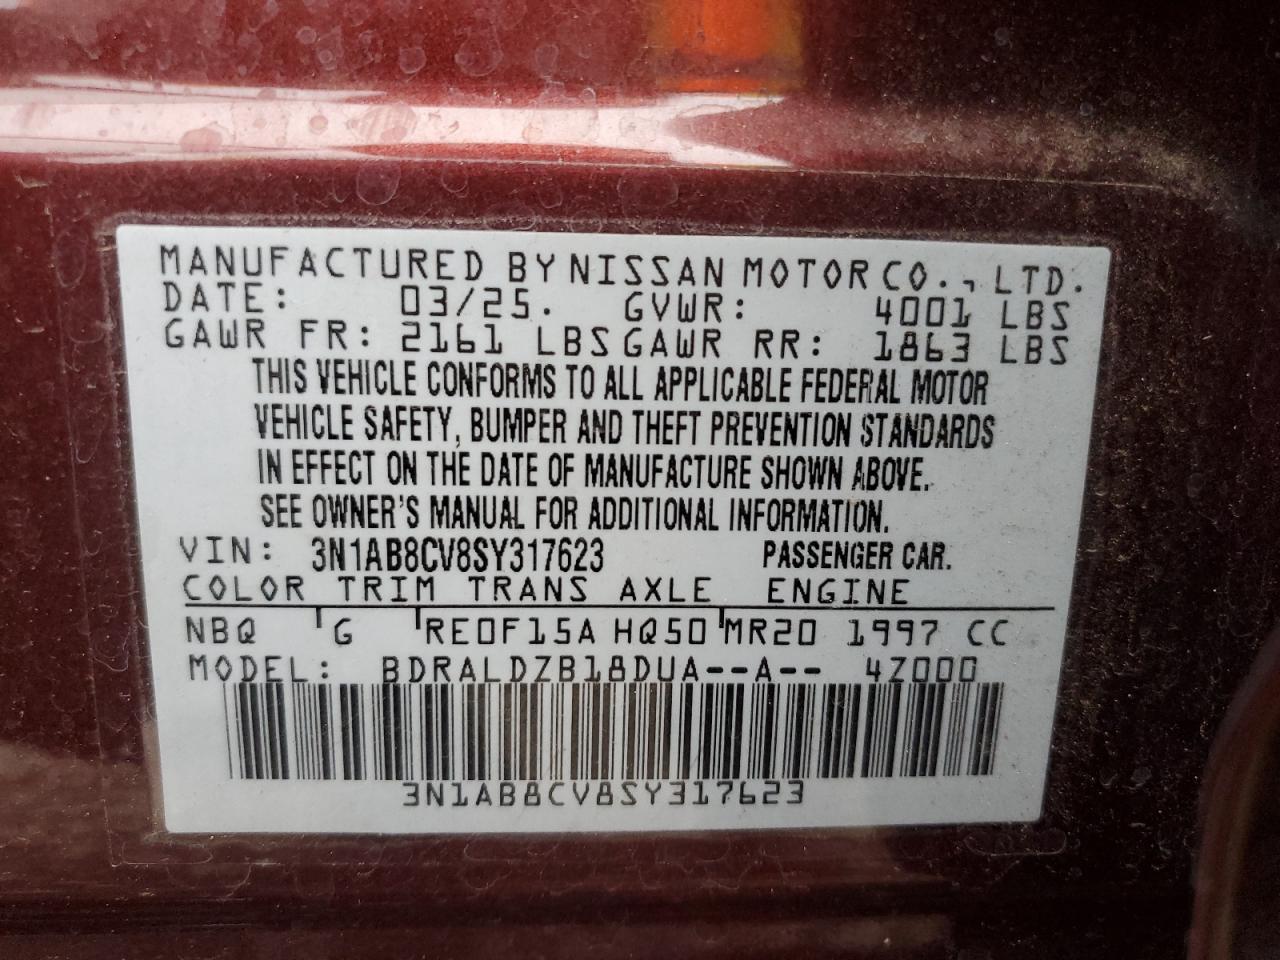 MANUFACTURED BY NISSAN MOTOR CO., LTD.
DATE: 03/25. GVWR: 4001 LBS
GAWR FR: 2161 LBS GAWR RR: 1863 LBS
THIS VEHICLE CONFORMS TO ALL APPLICABLE FEDERAL MOTOR
VEHICLE SAFETY, BUMPER AND THEFT PREVENTION STANDARDS
IN EFFECT ON THE DATE OF MANUFACTURE SHOWN ABOVE.
SEE OWNER'S MANUAL FOR ADDITIONAL INFORMATION.
VIN: 3N1AB8CV8SY317623 PASSENGER CAR.
COLOR TRIM TRANS AXLE ENGINE
NBQ G RE0F15A HQ50 MR20 1997 CC
MODEL: BDRALDZB18DUA--A-- 4Z000
3N1AB8CV8SY317623